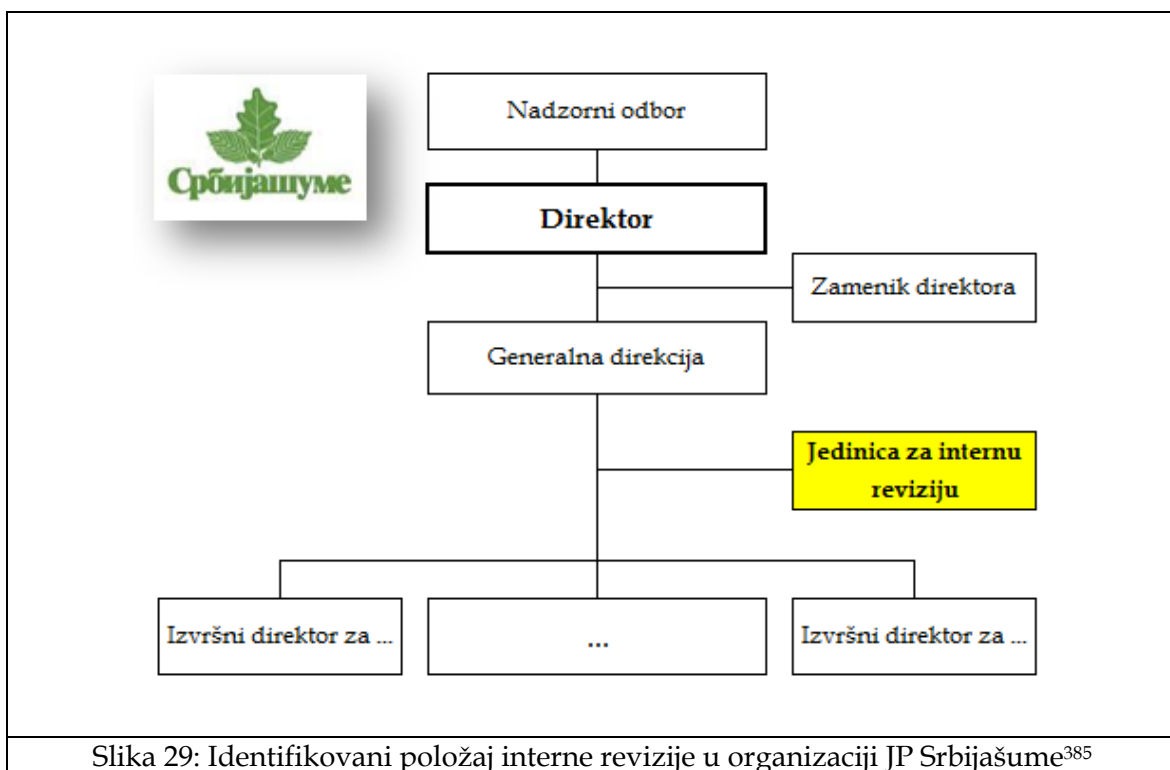 Србијашуме
Nadzorni odbor
Direktor
Zamenik direktora
Generalna direkcija
Jedinica za internu
reviziju
Izvršni direktor za ...
...
Izvršni direktor za ...
Slika 29: Identifikovani položaj interne revizije u organizaciji JP Srbijašume385